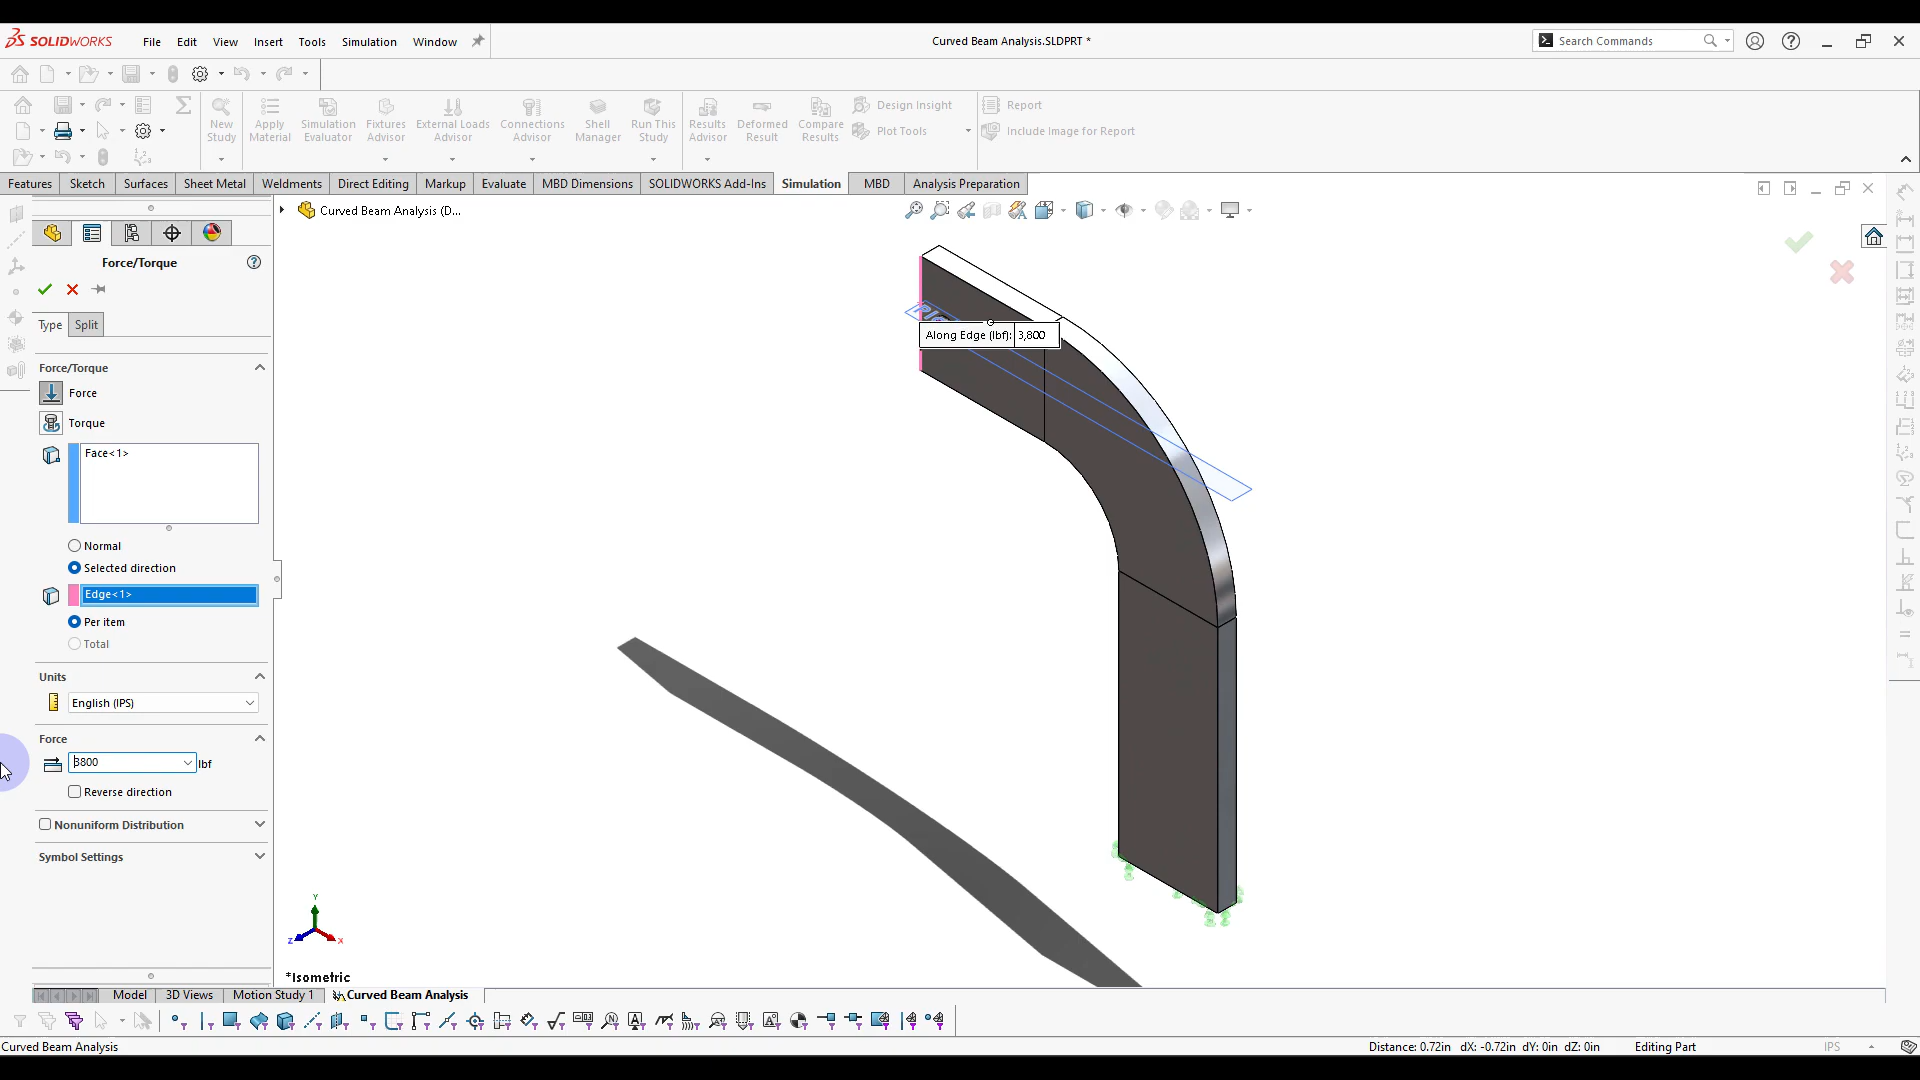 SOLIDWORKS
File Edit View Insert Tools Simulation Window
Curved Beam Analysis.SLDPRT *
Search Commands
New Study
Apply Material
Simulation Evaluator
Fixtures Advisor
External Loads Advisor
Connections Advisor
Shell Manager
Run This Study
Results Advisor
Deformed Result
Compare Results
Design Insight
Plot Tools
Report
Include Image for Report
Features Sketch Surfaces Sheet Metal Weldments Direct Editing Markup Evaluate MBD Dimensions SOLIDWORKS Add-Ins Simulation MBD Analysis Preparation
Curved Beam Analysis (D...
Force/Torque
Type Split
Force/Torque
Force
Torque
Face<1>
Normal
Selected direction
Edge<1>
Per item
Total
Units
English (IPS)
Force
3800 lbf
Reverse direction
Nonuniform Distribution
Symbol Settings
Along Edge (lbf): 3,800
Y
Z
X
*Isometric
Model 3D Views Motion Study 1 Curved Beam Analysis
Curved Beam Analysis
Distance: 0.72in dX: -0.72in dY: 0in dZ: 0in
Editing Part
IPS